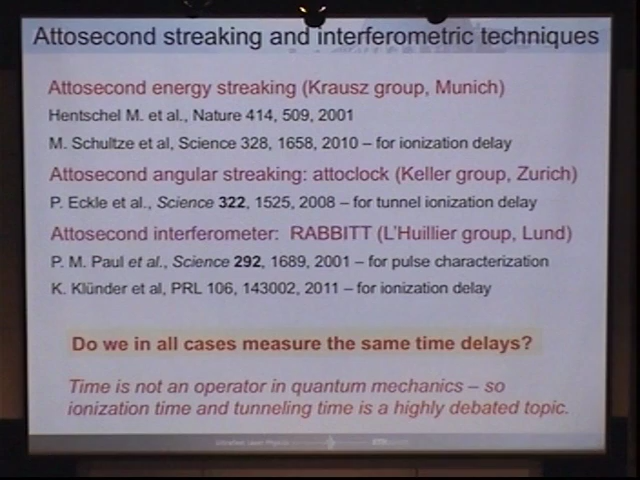 Attosecond streaking and interferometric techniques
Attosecond energy streaking (Krausz group, Munich)
Hentschel M. et al., Nature 414, 509, 2001
M. Schultze et al, Science 328, 1658, 2010 – for ionization delay
Attosecond angular streaking: attoclock (Keller group, Zurich)
P. Eckle et al., Science 322, 1525, 2008 – for tunnel ionization delay
Attosecond interferometer: RABBITT (L'Huillier group, Lund)
P. M. Paul et al., Science 292, 1689, 2001 – for pulse characterization
K. Klünder et al, PRL 106, 143002, 2011 – for ionization delay
Do we in all cases measure the same time delays?
Time is not an operator in quantum mechanics – so
ionization time and tunneling time is a highly debated topic.